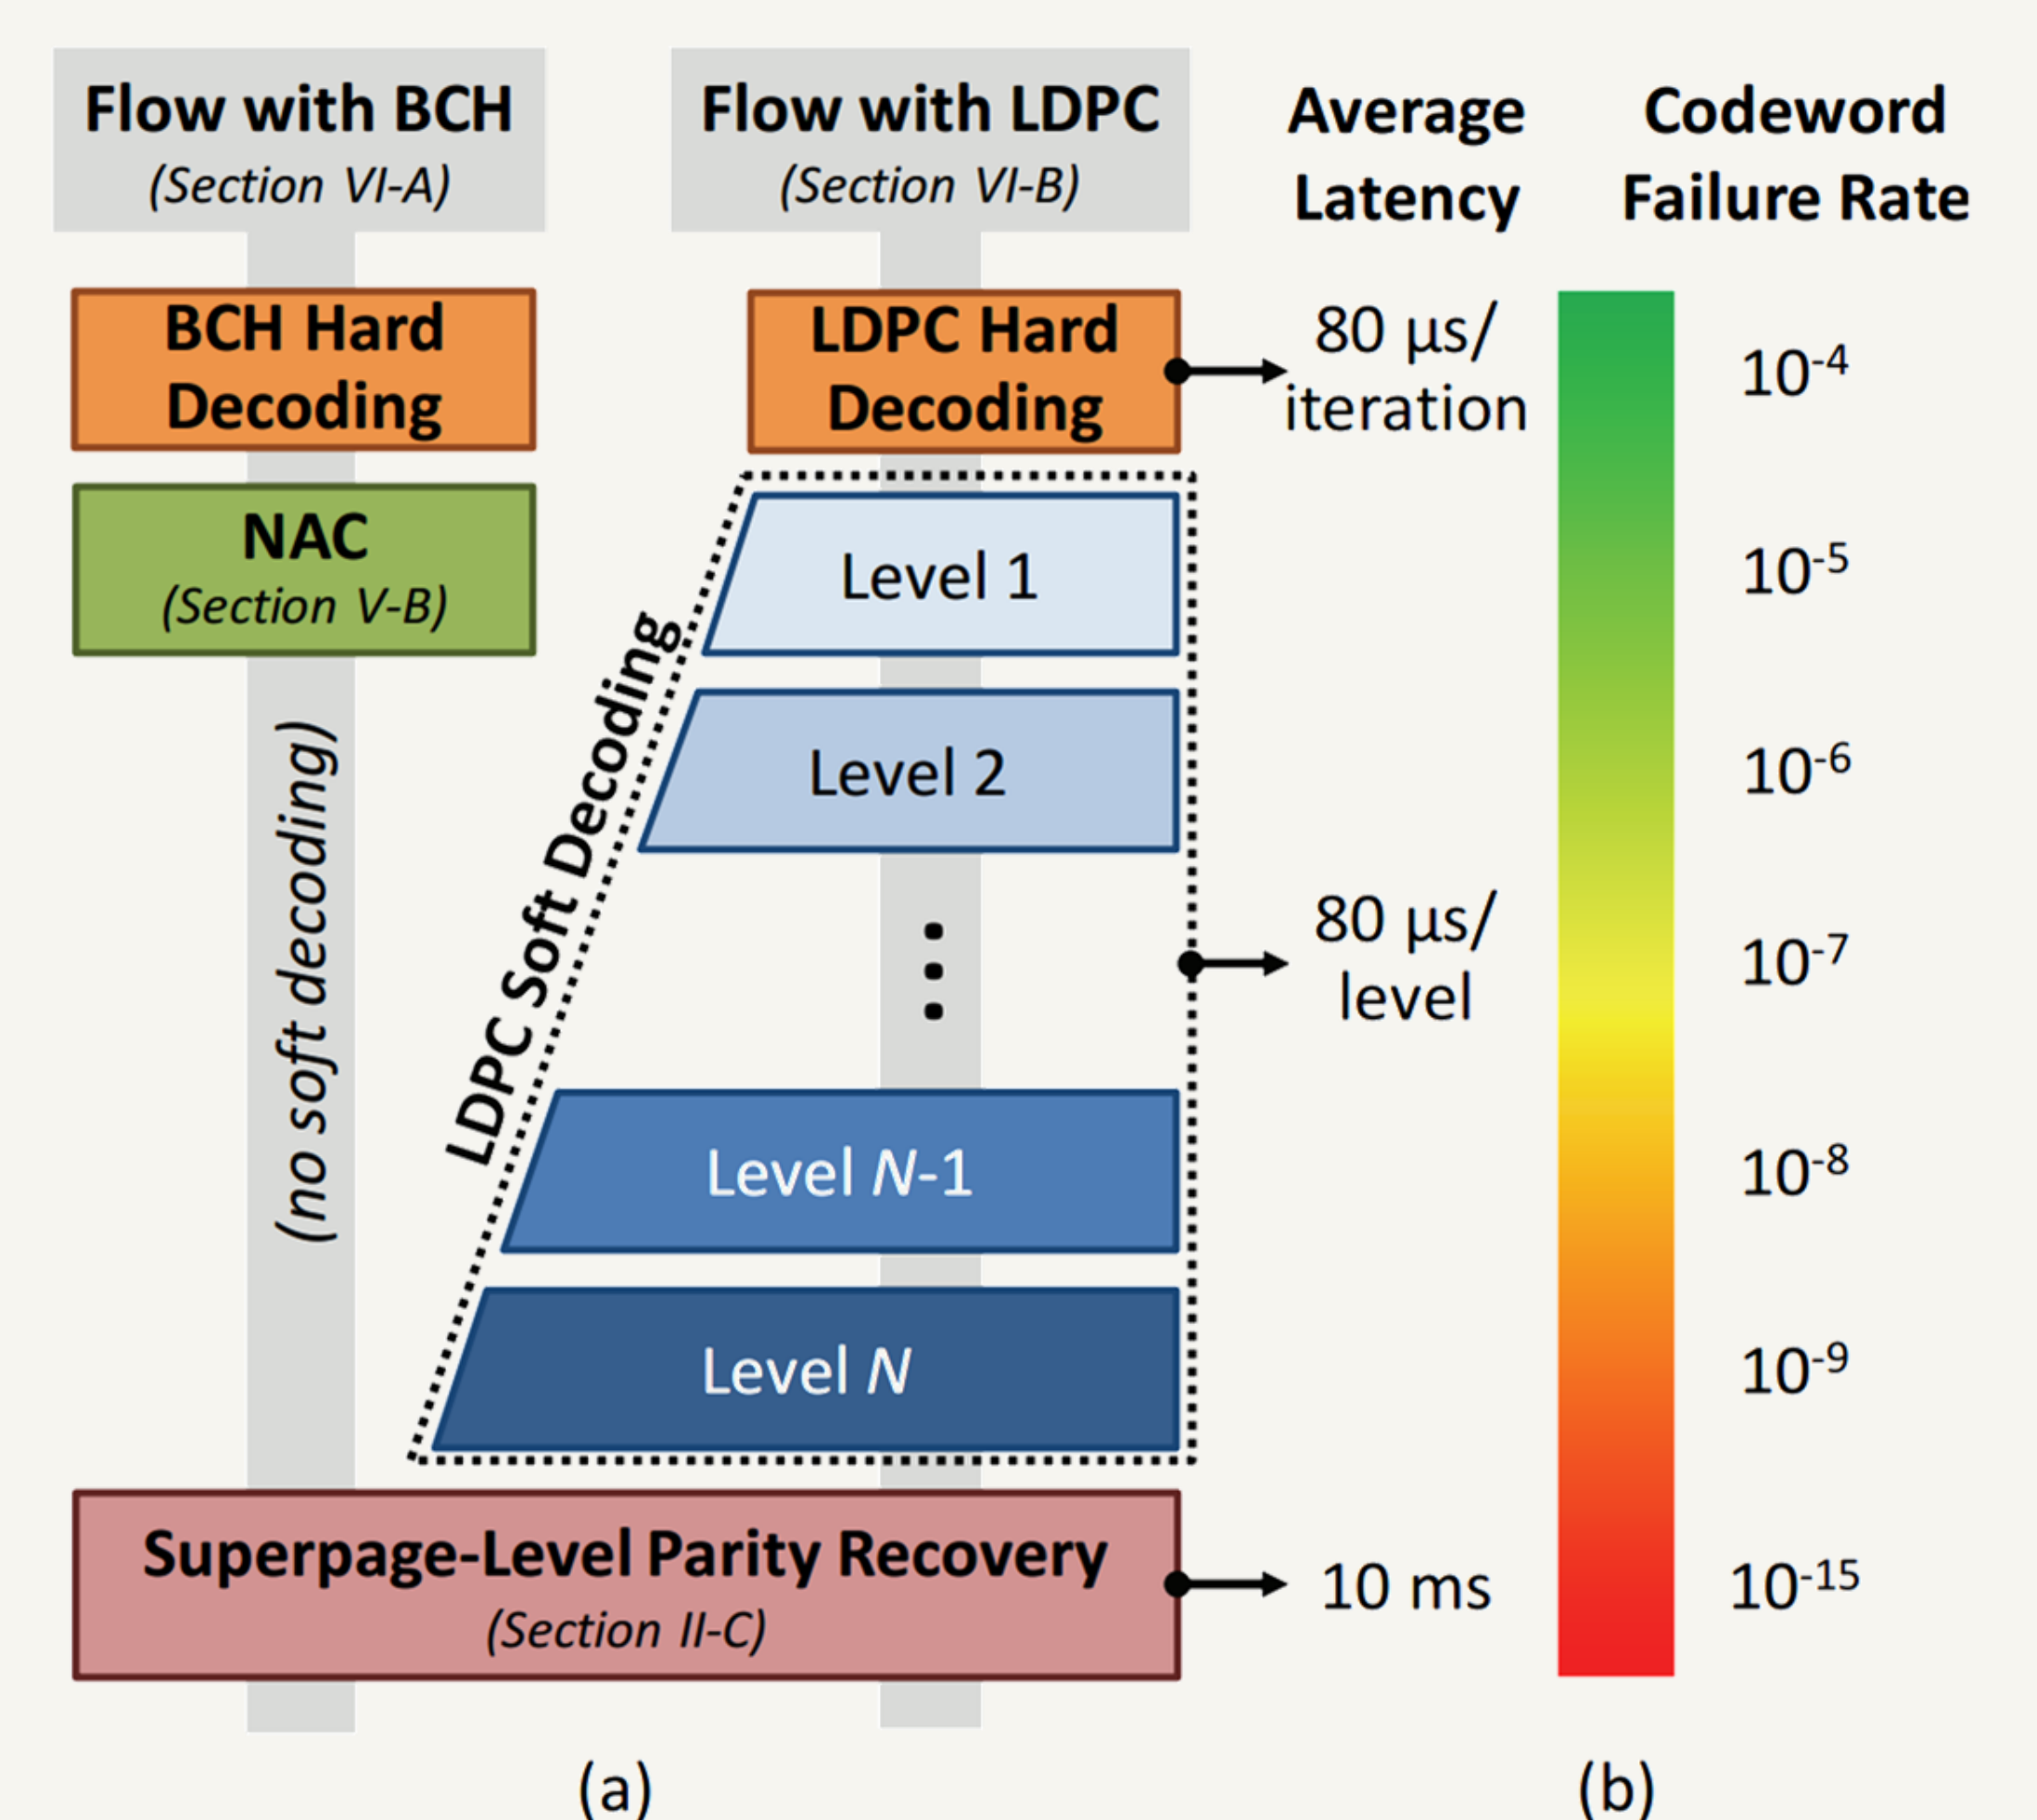 Flow with BCH
(Section VI-A)
Flow with LDPC
(Section VI-B)
Average
Latency
Codeword
Failure Rate
BCH Hard
Decoding
LDPC Hard
Decoding
80 μs/
iteration
10⁻⁴
NAC
(Section V-B)
Level 1
10⁻⁵
Level 2
10⁻⁶
(no soft decoding)
LDPC Soft Decoding
80 μs/
level
10⁻⁷
Level N-1
10⁻⁸
Level N
10⁻⁹
Superpage-Level Parity Recovery
(Section II-C)
10 ms
10⁻¹⁵
(a)
(b)